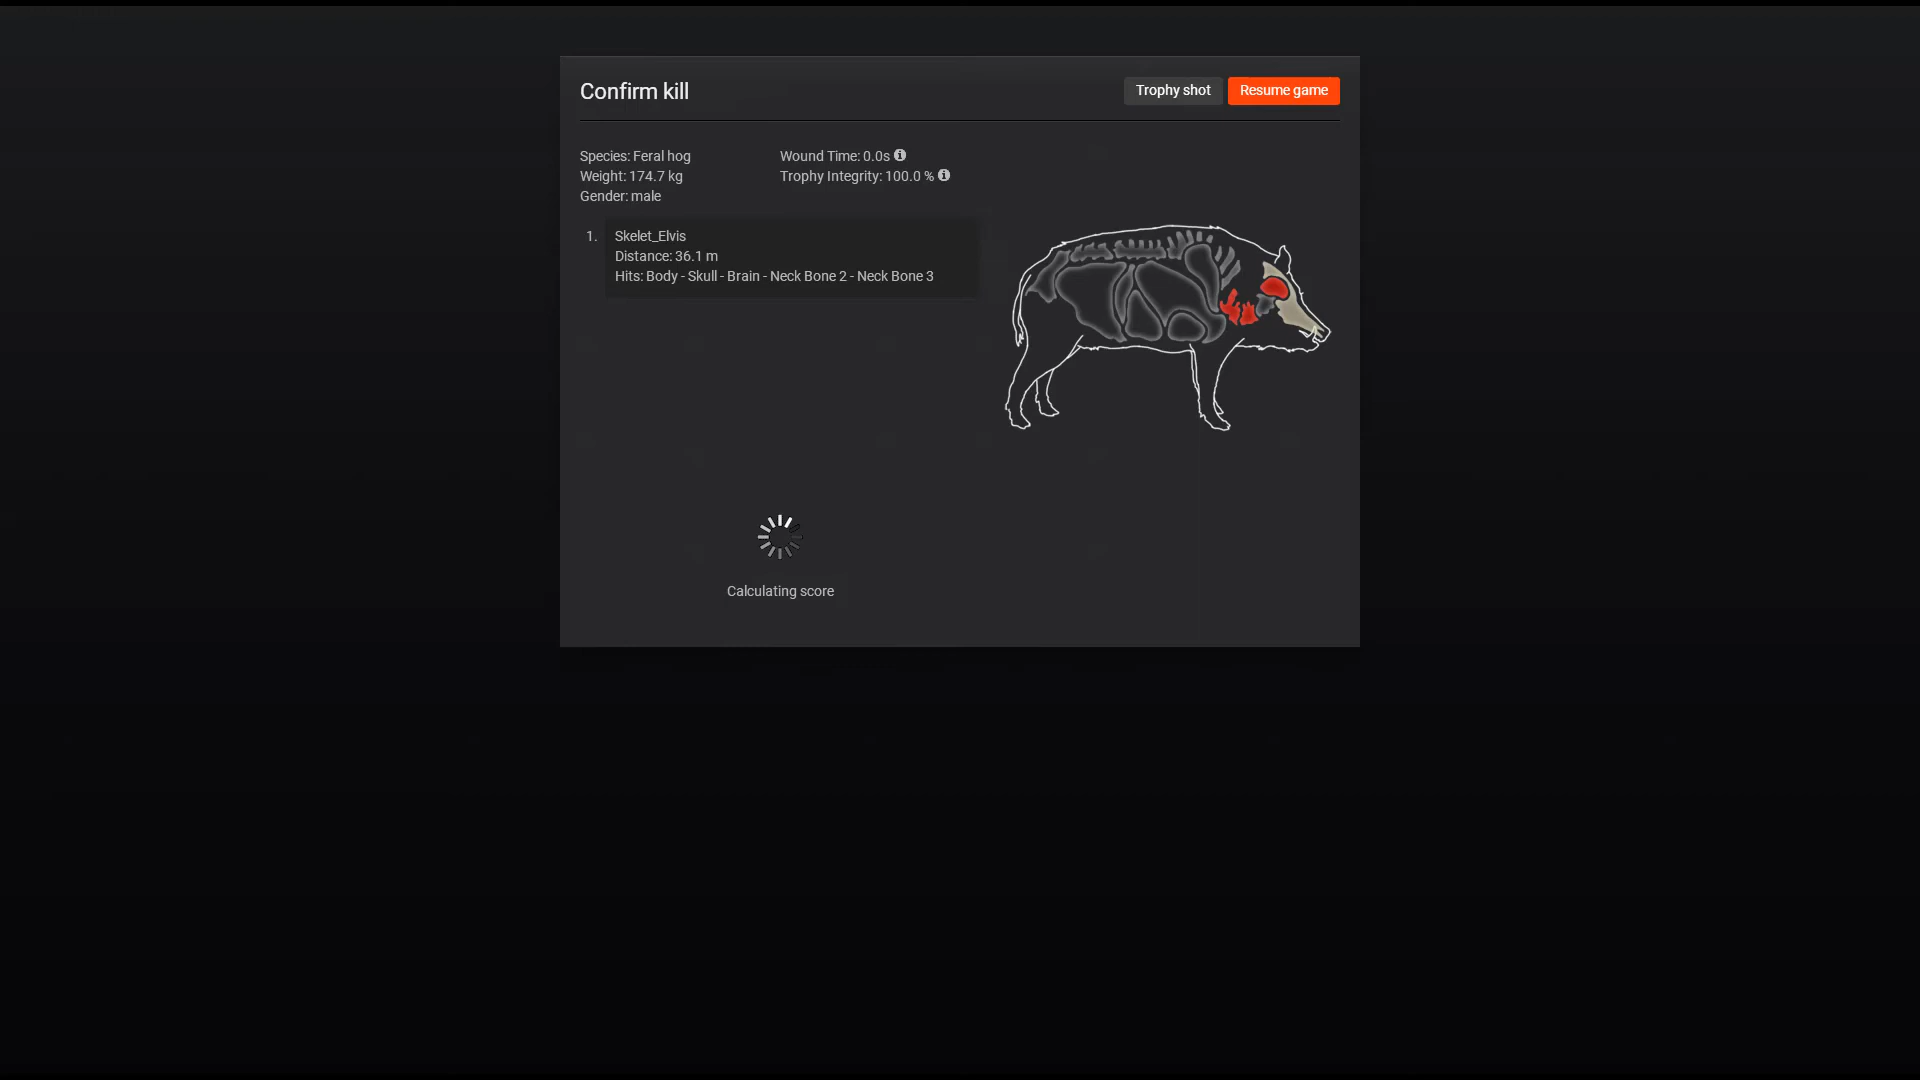 Confirm kill
Trophy shot
Resume game
Species: Feral hog
Weight: 174.7 kg
Gender: male
Wound Time: 0.0s
Trophy Integrity: 100.0 %
1.
Skelet_Elvis
Distance: 36.1 m
Hits: Body - Skull - Brain - Neck Bone 2 - Neck Bone 3
Calculating score